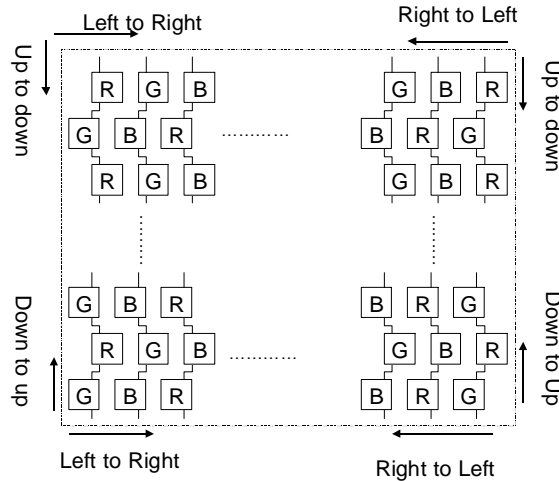 Left to Right
Right to Left
Up to down
Up to down
R G B G B R
G B R ............ B R G
R G B G B R
G B R B R G
R G B ............ G B R
G B R B R G
Down to up
Down to Up
Left to Right
Right to Left